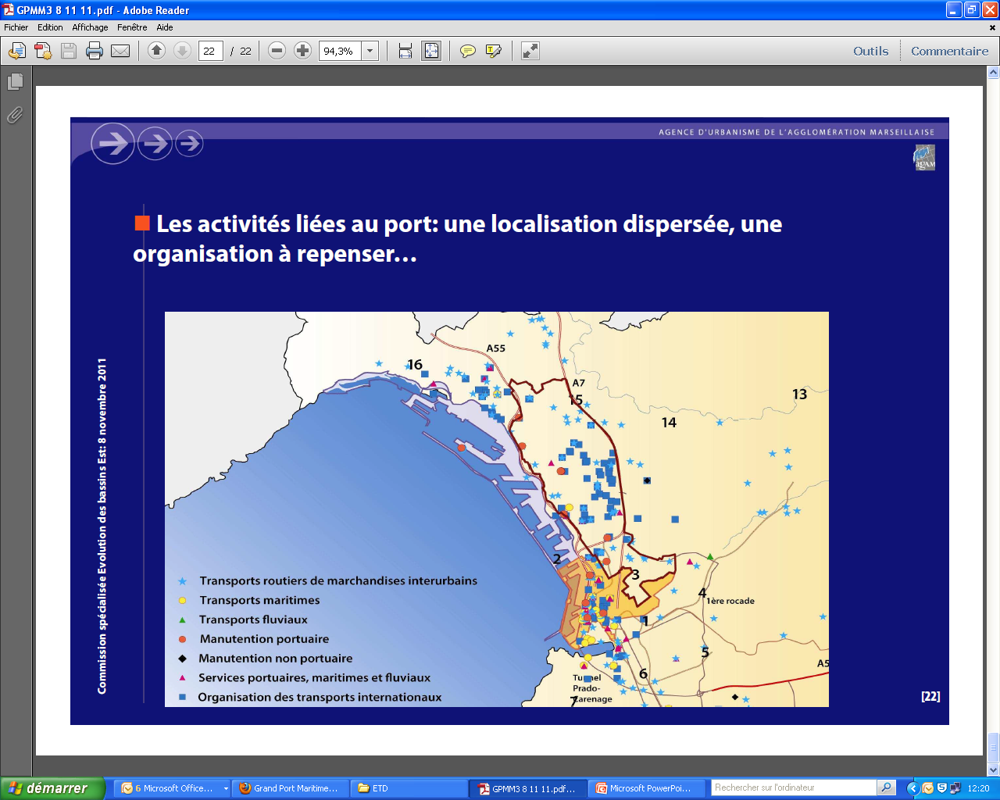 GPMM3 8 11 11.pdf - Adobe Reader
Fichier Edition Affichage Fenêtre Aide
22 / 22 94,3% Outils Commentaire
AGENCE D'URBANISME DE L'AGGLOMÉRATION MARSEILLAISE
agAM
Les activités liées au port: une localisation dispersée, une
organisation à repenser...
Commission spécialisée Evolution des bassins Est: 8 novembre 2011
A55
16
A7
15
13
14
2
3
4
1ère rocade
1
5
6
A5
Tunnel
Prado-
Carenage
7
Transports routiers de marchandises interurbains
Transports maritimes
Transports fluviaux
Manutention portuaire
Manutention non portuaire
Services portuaires, maritimes et fluviaux
Organisation des transports internationaux
[22]
démarrer 6 Microsoft Office... Grand Port Maritime... ETD GPMM3 8 11 11.pdf... Microsoft PowerPoi... Rechercher sur l'ordinateur 12:20